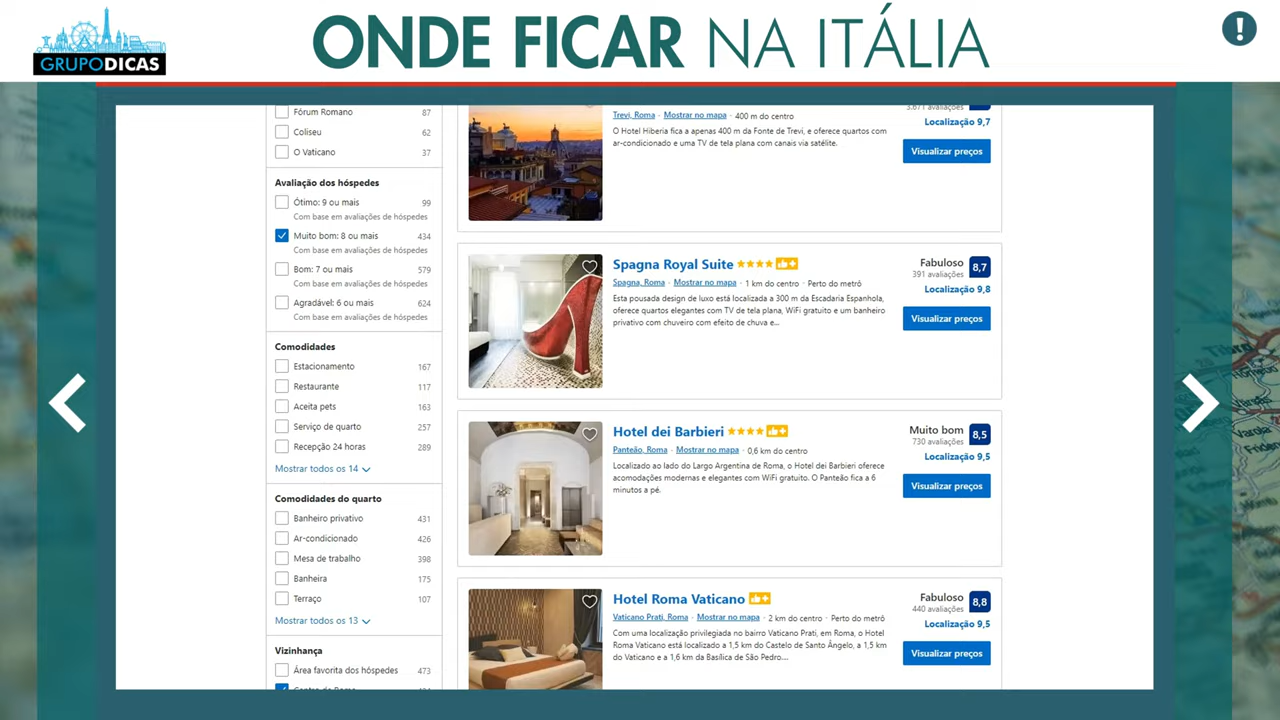 GRUPODICAS
ONDE FICAR NA ITÁLIA
Fórum Romano 87
Coliseu 62
O Vaticano 37
Avaliação dos hóspedes
Ótimo: 9 ou mais 99
Com base em avaliações de hóspedes
Muito bom: 8 ou mais 434
Com base em avaliações de hóspedes
Bom: 7 ou mais 579
Com base em avaliações de hóspedes
Agradável: 6 ou mais 624
Com base em avaliações de hóspedes
Comodidades
Estacionamento 167
Restaurante 117
Aceita pets 163
Serviço de quarto 257
Recepção 24 horas 289
Mostrar todos os 14
Comodidades do quarto
Banheiro privativo 431
Ar-condicionado 426
Mesa de trabalho 398
Banheira 175
Terraço 107
Mostrar todos os 13
Vizinhança
Área favorita dos hóspedes 473
3.671 avaliações
Trevi, Roma · Mostrar no mapa · 400 m do centro
Localização 9,7
O Hotel Hiberia fica a apenas 400 m da Fonte de Trevi, e oferece quartos com
ar-condicionado e uma TV de tela plana com canais via satélite.
Visualizar preços
Spagna Royal Suite
Fabuloso 8,7
391 avaliações
Spagna, Roma · Mostrar no mapa · 1 km do centro · Perto do metrô
Localização 9,8
Esta pousada design de luxo está localizada a 300 m da Escadaria Espanhola,
oferece quartos elegantes com TV de tela plana, WiFi gratuito e um banheiro
privativo com chuveiro com efeito de chuva e...
Visualizar preços
Hotel dei Barbieri
Muito bom 8,5
730 avaliações
Panteão, Roma · Mostrar no mapa · 0,6 km do centro
Localização 9,5
Localizado ao lado do Largo Argentina de Roma, o Hotel dei Barbieri oferece
acomodações modernas e elegantes com WiFi gratuito. O Panteão fica a 6
minutos a pé.
Visualizar preços
Hotel Roma Vaticano
Fabuloso 8,8
440 avaliações
Vaticano Prati, Roma · Mostrar no mapa · 2 km do centro · Perto do metrô
Localização 9,5
Com uma localização privilegiada no bairro Vaticano Prati, em Roma, o Hotel
Roma Vaticano está localizado a 1,5 km do Castelo de Santo Ângelo, a 1,5 km
do Vaticano e a 1,6 km da Basílica de São Pedro....
Visualizar preços